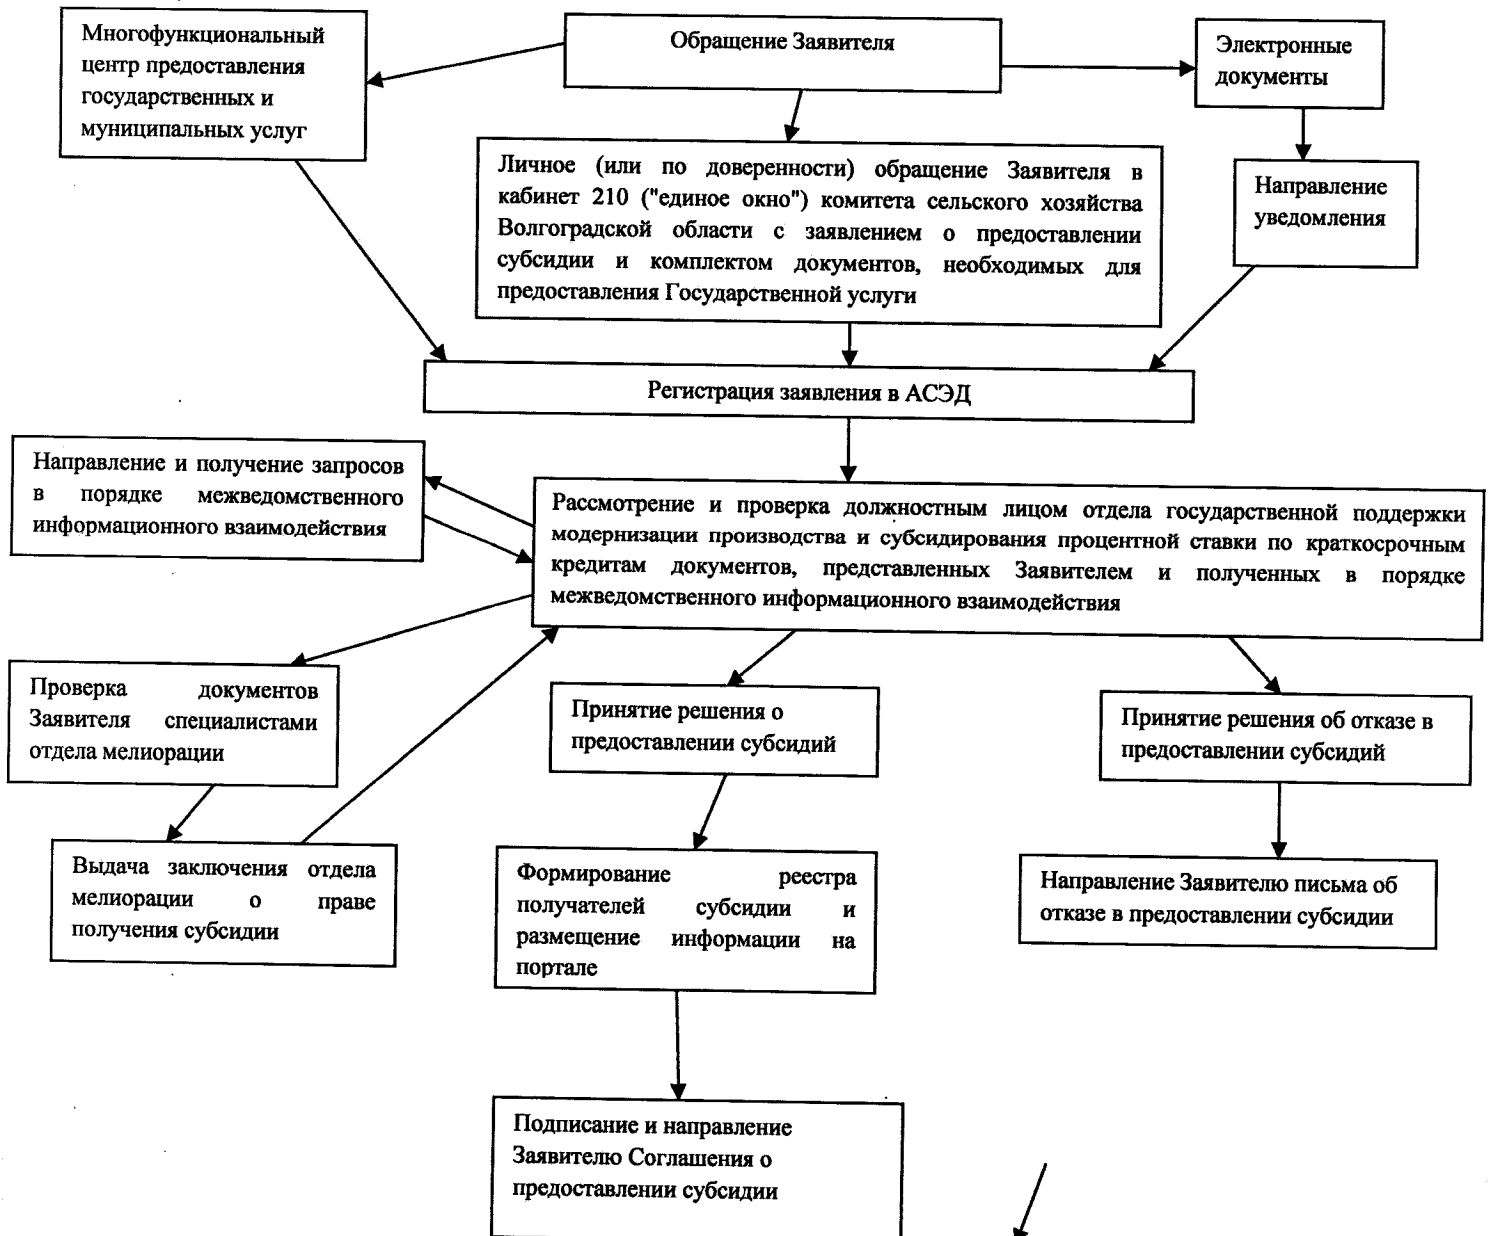 Многофункциональный
центр предоставления
государственных и
муниципальных услуг
Обращение Заявителя
Электронные
документы
Личное (или по доверенности) обращение Заявителя в
кабинет 210 ("единое окно") комитета сельского хозяйства
Волгоградской области с заявлением о предоставлении
субсидии и комплектом документов, необходимых для
предоставления Государственной услуги
Направление
уведомления
Регистрация заявления в АСЭД
Направление и получение запросов
в порядке межведомственного
информационного взаимодействия
Рассмотрение и проверка должностным лицом отдела государственной поддержки
модернизации производства и субсидирования процентной ставки по краткосрочным
кредитам документов, представленных Заявителем и полученных в порядке
межведомственного информационного взаимодействия
Проверка документов
Заявителя специалистами
отдела мелиорации
Принятие решения о
предоставлении субсидий
Принятие решения об отказе в
предоставлении субсидий
Выдача заключения отдела
мелиорации о праве
получения субсидии
Формирование реестра
получателей субсидии и
размещение информации на
портале
Направление Заявителю письма об
отказе в предоставлении субсидии
Подписание и направление
Заявителю Соглашения о
предоставлении субсидии